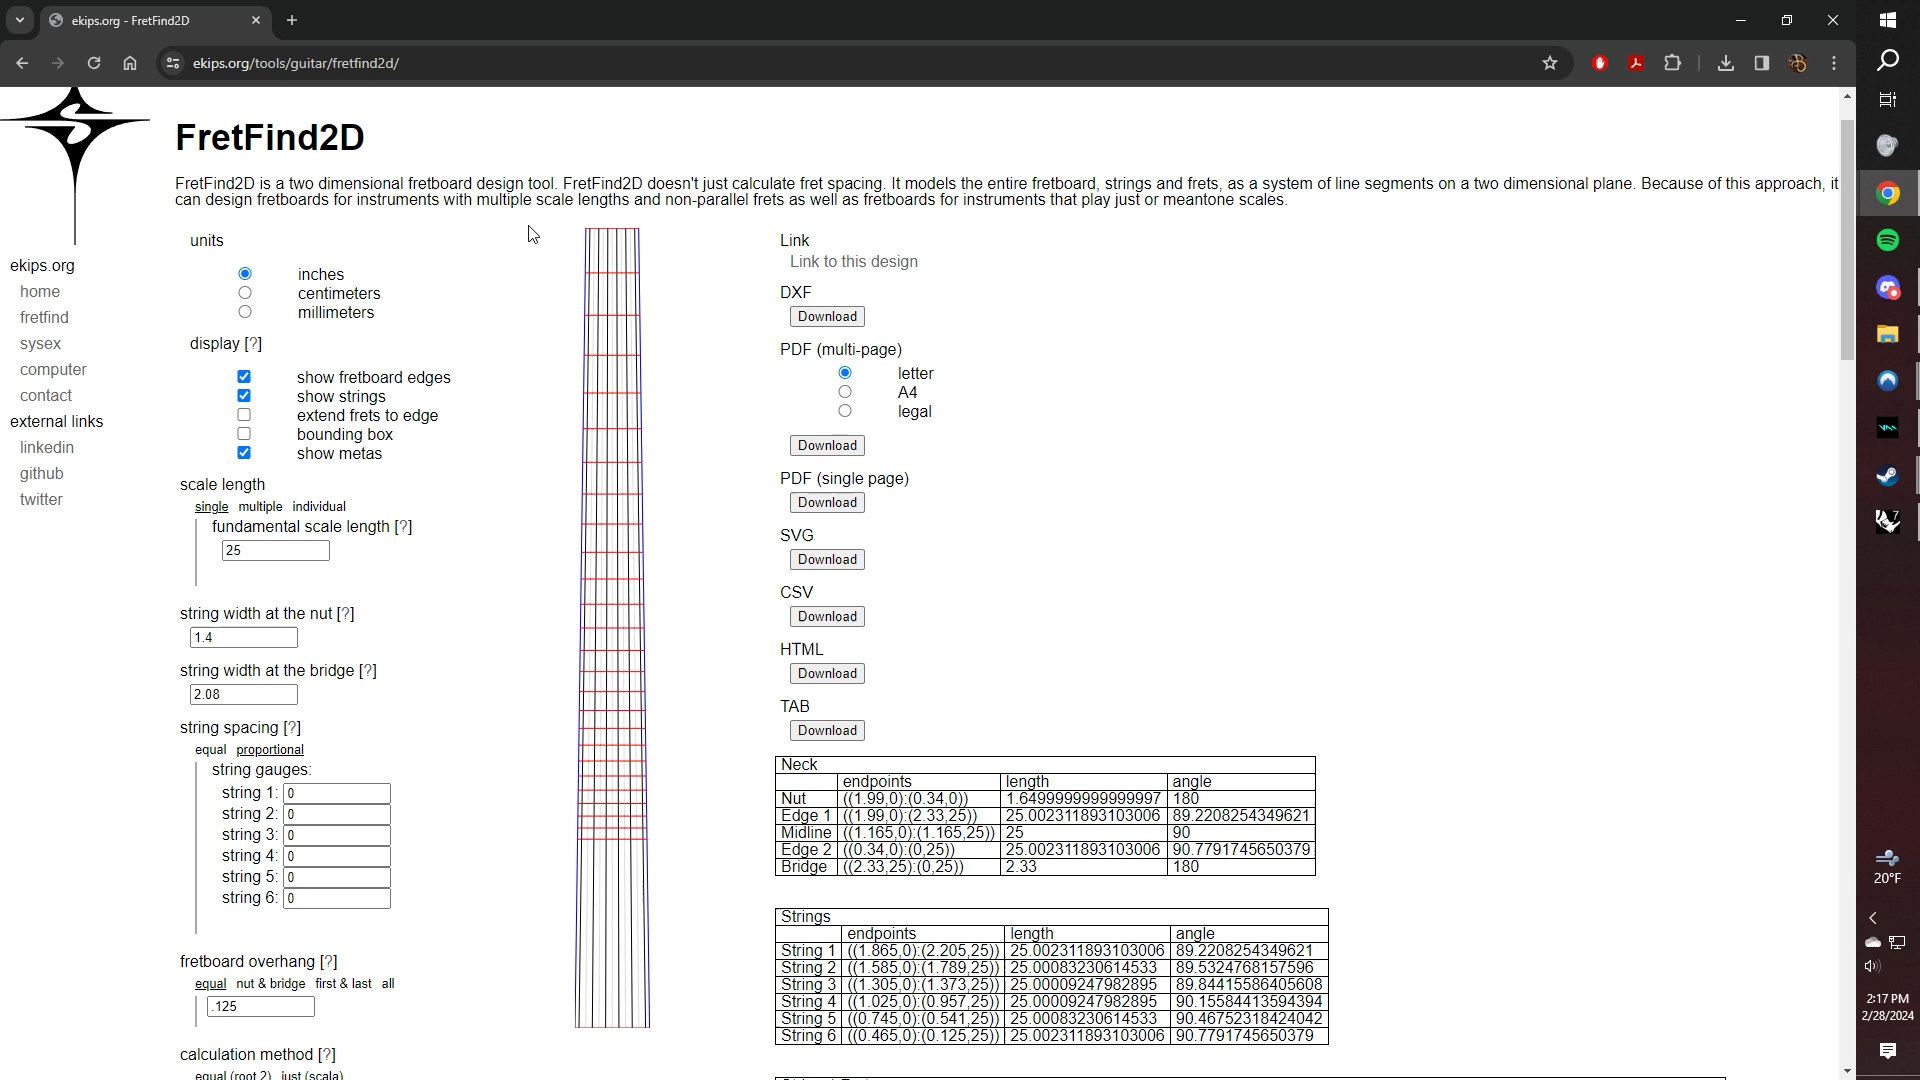 ekips.org - FretFind2D
ekips.org/tools/guitar/fretfind2d/
FretFind2D
FretFind2D is a two dimensional fretboard design tool. FretFind2D doesn't just calculate fret spacing. It models the entire fretboard, strings and frets, as a system of line segments on a two dimensional plane. Because of this approach, it
can design fretboards for instruments with multiple scale lengths and non-parallel frets as well as fretboards for instruments that play just or meantone scales.
ekips.org
home
fretfind
sysex
computer
contact
external links
linkedin
github
twitter
units
inches
centimeters
millimeters
display [?]
show fretboard edges
show strings
extend frets to edge
bounding box
show metas
scale length
single multiple individual
fundamental scale length [?]
25
string width at the nut [?]
1.4
string width at the bridge [?]
2.08
string spacing [?]
equal proportional
string gauges:
string 1: 0
string 2: 0
string 3: 0
string 4: 0
string 5: 0
string 6: 0
fretboard overhang [?]
equal nut & bridge first & last all
.125
calculation method [?]
equal (root 2) just (scala)
Link
Link to this design
DXF
Download
PDF (multi-page)
letter
A4
legal
Download
PDF (single page)
Download
SVG
Download
CSV
Download
HTML
Download
TAB
Download
Neck
endpoints length angle
Nut ((1.99,0):(0.34,0)) 1.6499999999999997 180
Edge 1 ((1.99,0):(2.33,25)) 25.002311893103006 89.2208254349621
Midline ((1.165,0):(1.165,25)) 25 90
Edge 2 ((0.34,0):(0,25)) 25.002311893103006 90.7791745650379
Bridge ((2.33,25):(0,25)) 2.33 180
Strings
endpoints length angle
String 1 ((1.865,0):(2.205,25)) 25.002311893103006 89.2208254349621
String 2 ((1.585,0):(1.789,25)) 25.00083230614533 89.5324768157596
String 3 ((1.305,0):(1.373,25)) 25.00009247982895 89.84415586405608
String 4 ((1.025,0):(0.957,25)) 25.00009247982895 90.15584413594394
String 5 ((0.745,0):(0.541,25)) 25.00083230614533 90.46752318424042
String 6 ((0.465,0):(0.125,25)) 25.002311893103006 90.7791745650379
20°F
2:17 PM
2/28/2024